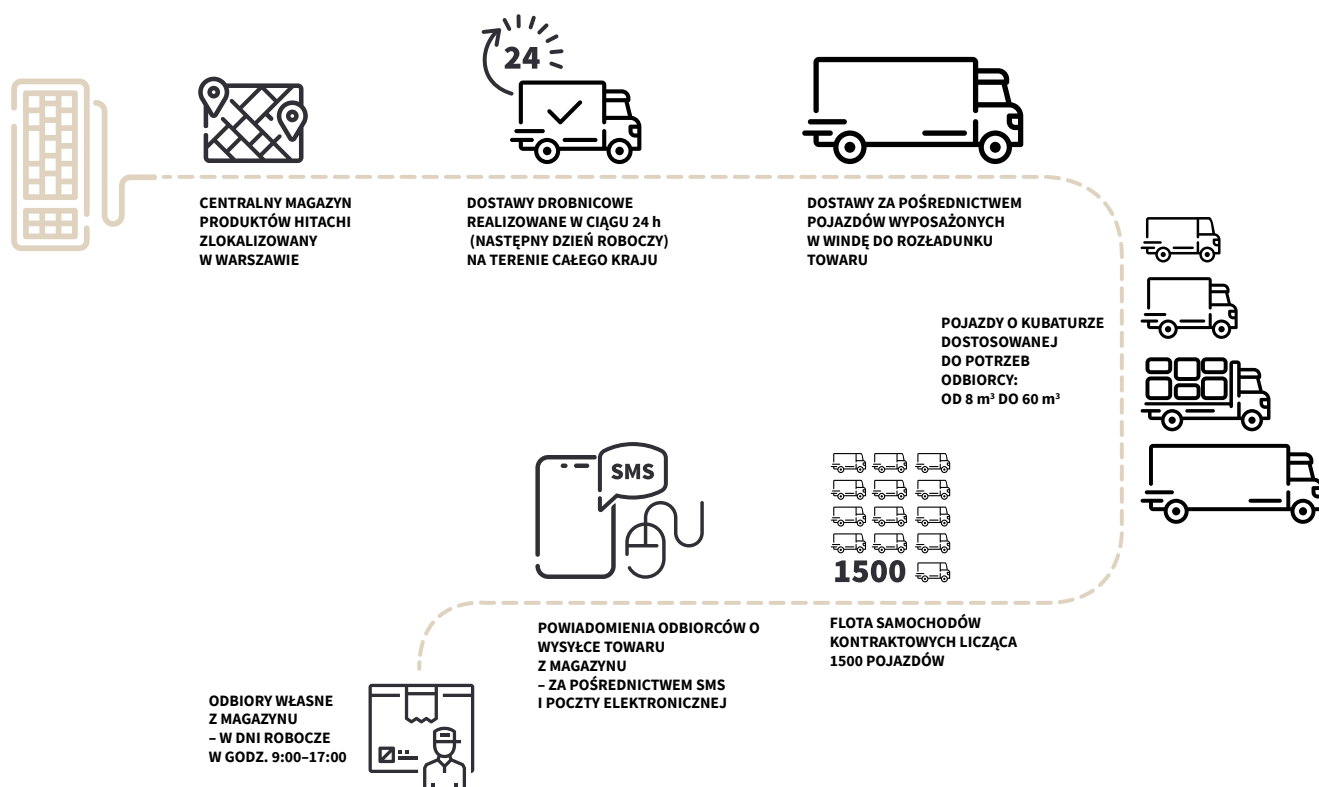 24
CENTRALNY MAGAZYN
PRODUKTÓW HITACHI
ZLOKALIZOWANY
W WARSZAWIE
DOSTAWY DROBNICOWE
REALIZOWANE W CIĄGU 24 h
(NASTĘPNY DZIEŃ ROBOCZY)
NA TERENIE CAŁEGO KRAJU
DOSTAWY ZA POŚREDNICTWEM
POJAZDÓW WYPOSAŻONYCH
W WINDĘ DO ROZŁADUNKU
TOWARU
POJAZDY O KUBATURZE
DOSTOSOWANEJ
DO POTRZEB
ODBIORCY:
OD 8 m³ DO 60 m³
1500
FLOTA SAMOCHODÓW
KONTRAKTOWYCH LICZĄCA
1500 POJAZDÓW
SMS
POWIADOMIENIA ODBIORCÓW O
WYSYŁCE TOWARU
Z MAGAZYNU
– ZA POŚREDNICTWEM SMS
I POCZTY ELEKTRONICZNEJ
ODBIORY WŁASNE
Z MAGAZYNU
– W DNI ROBOCZE
W GODZ. 9:00–17:00